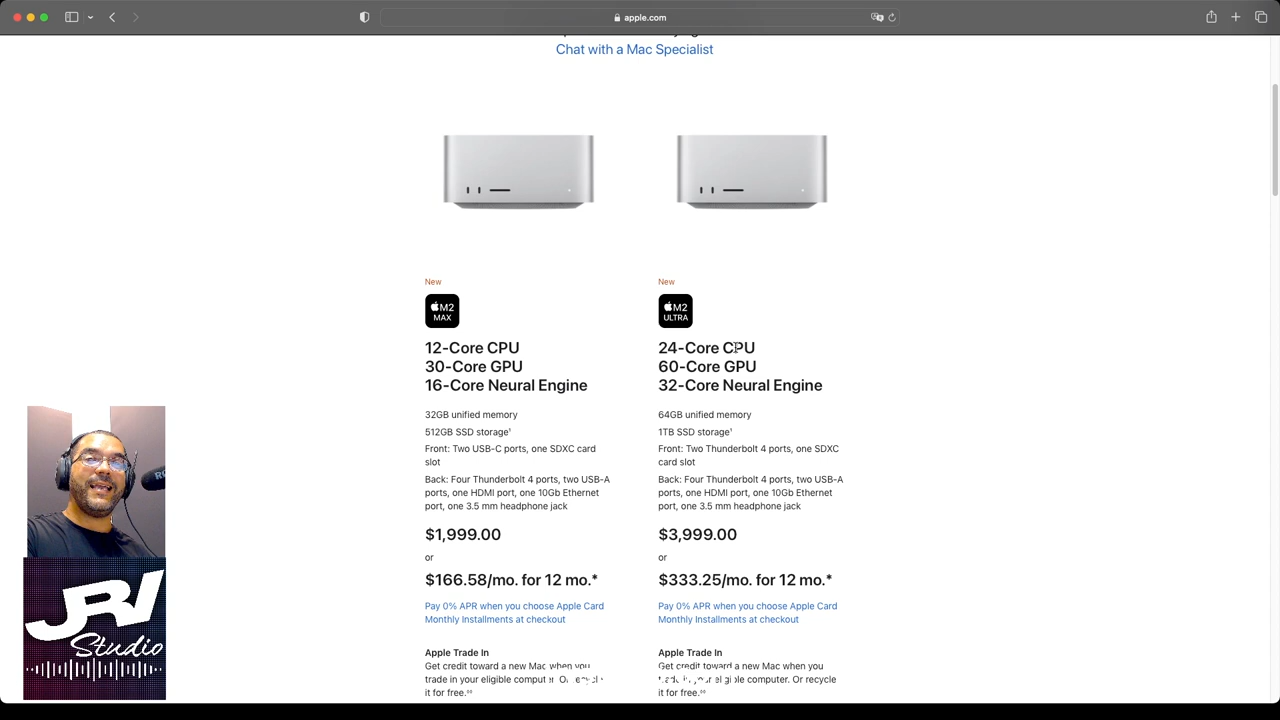 apple.com
Chat with a Mac Specialist
New
M2
MAX
12-Core CPU
30-Core GPU
16-Core Neural Engine
32GB unified memory
512GB SSD storage¹
Front: Two USB-C ports, one SDXC card
slot
Back: Four Thunderbolt 4 ports, two USB-A
ports, one HDMI port, one 10Gb Ethernet
port, one 3.5 mm headphone jack
$1,999.00
or
$166.58/mo. for 12 mo.*
Pay 0% APR when you choose Apple Card
Monthly Installments at checkout
Apple Trade In
Get credit toward a new Mac when you
trade in your eligible computer. Or recycle
it for free.
New
M2
ULTRA
24-Core CPU
60-Core GPU
32-Core Neural Engine
64GB unified memory
1TB SSD storage¹
Front: Two Thunderbolt 4 ports, one SDXC
card slot
Back: Four Thunderbolt 4 ports, two USB-A
ports, one HDMI port, one 10Gb Ethernet
port, one 3.5 mm headphone jack
$3,999.00
or
$333.25/mo. for 12 mo.*
Pay 0% APR when you choose Apple Card
Monthly Installments at checkout
Apple Trade In
Get credit toward a new Mac when you
trade in your eligible computer. Or recycle
it for free.
JRV
Studio